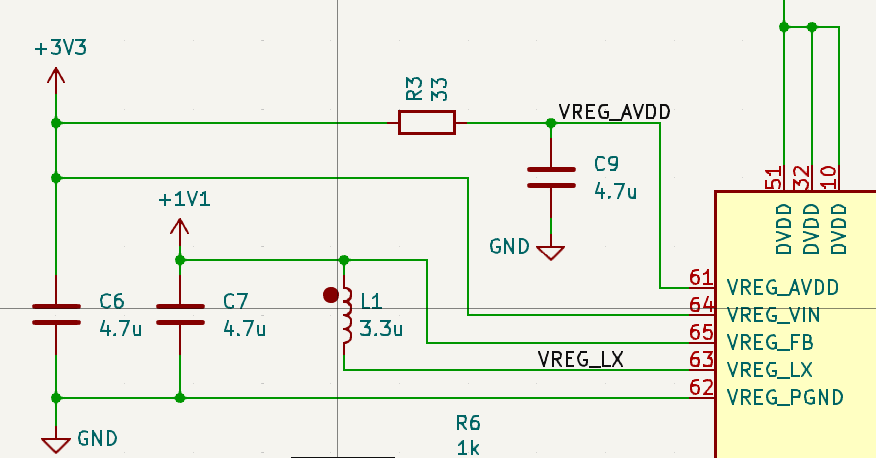 +3V3
R3
33
VREG_AVDD
+1V1
C9
4.7u
GND
51
32
10
DVDD
DVDD
DVDD
C6
4.7u
C7
4.7u
L1
3.3u
VREG_LX
61
VREG_AVDD
64
VREG_VIN
65
VREG_FB
63
VREG_LX
62
VREG_PGND
GND
R6
1k